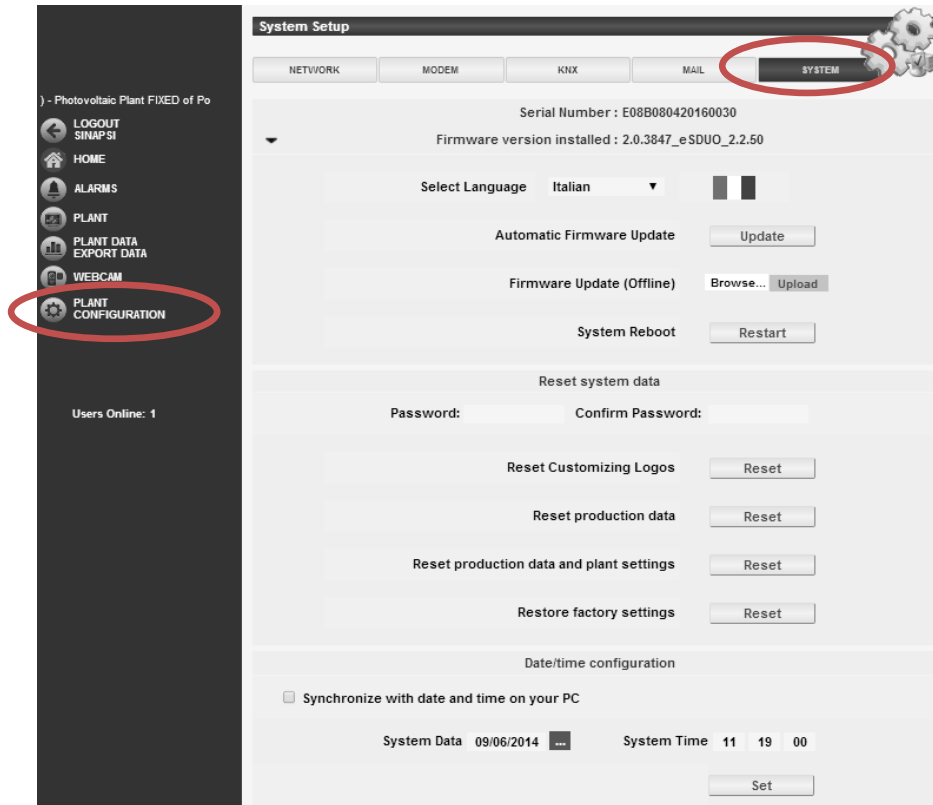 System Setup
NETWORK MODEM KNX MAIL SYSTEM
) - Photovoltaic Plant FIXED of Po
LOGOUT
SINAPSI
HOME
ALARMS
PLANT
PLANT DATA
EXPORT DATA
WEBCAM
PLANT
CONFIGURATION
Users Online: 1
Serial Number : E08B080420160030
Firmware version installed : 2.0.3847_eSDUO_2.2.50
Select Language Italian
Automatic Firmware Update Update
Firmware Update (Offline) Browse... Upload
System Reboot Restart
Reset system data
Password: Confirm Password:
Reset Customizing Logos Reset
Reset production data Reset
Reset production data and plant settings Reset
Restore factory settings Reset
Date/time configuration
Synchronize with date and time on your PC
System Data 09/06/2014 ... System Time 11 19 00
Set